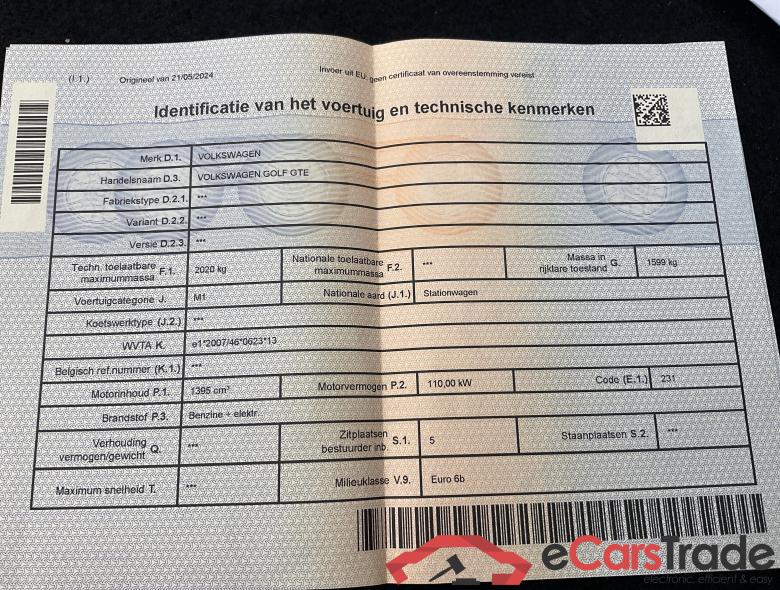 (I.1.) Origineel van 21/05/2024 Invoer uit EU, geen certificaat van overeenstemming vereist
Identificatie van het voertuig en technische kenmerken
Merk D.1. VOLKSWAGEN
Handelsnaam D.3. VOLKSWAGEN GOLF GTE
Fabriekstype D.2.1. ***
Variant D.2.2. ***
Versie D.2.3. ***
Techn. toelaatbare maximummassa F.1. 2020 kg Nationale toelaatbare maximummassa F.2. *** Massa in rijklare toestand G. 1599 kg
Voertuigcategorie J. M1 Nationale aard (J.1.) Stationwagen
Koetswerktype (J.2.) ***
WVTA K. e1*2007/46*0623*13
Belgisch ref.nummer (K.1.) ***
Motorinhoud P.1. 1395 cm³ Motorvermogen P.2. 110,00 kW Code (E.1.) 231
Brandstof P.3. Benzine + elektr.
Verhouding vermogen/gewicht Q. *** Zitplaatsen bestuurder inb. S.1. 5 Staanplaatsen S.2. ***
Maximum snelheid T. *** Milieuklasse V.9. Euro 6b
eCarsTrade
electronic, efficient & easy